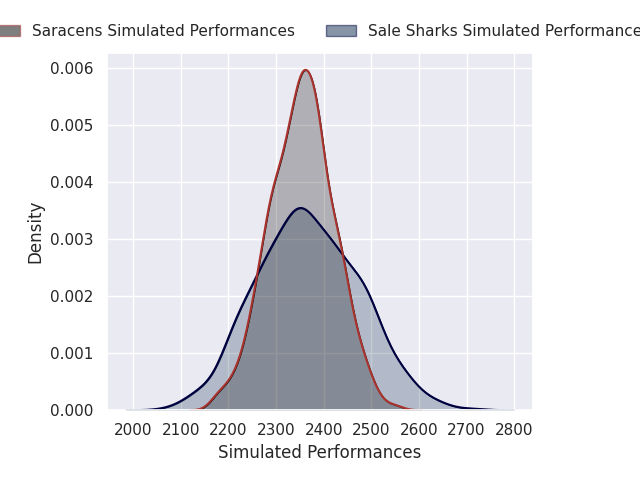 Saracens Simulated Performances Sale Sharks Simulated Performance
0.006
0.005
0.004
0.003
0.002
0.001
0.000
Density
2000 2100 2200 2300 2400 2500 2600 2700 2800
Simulated Performances